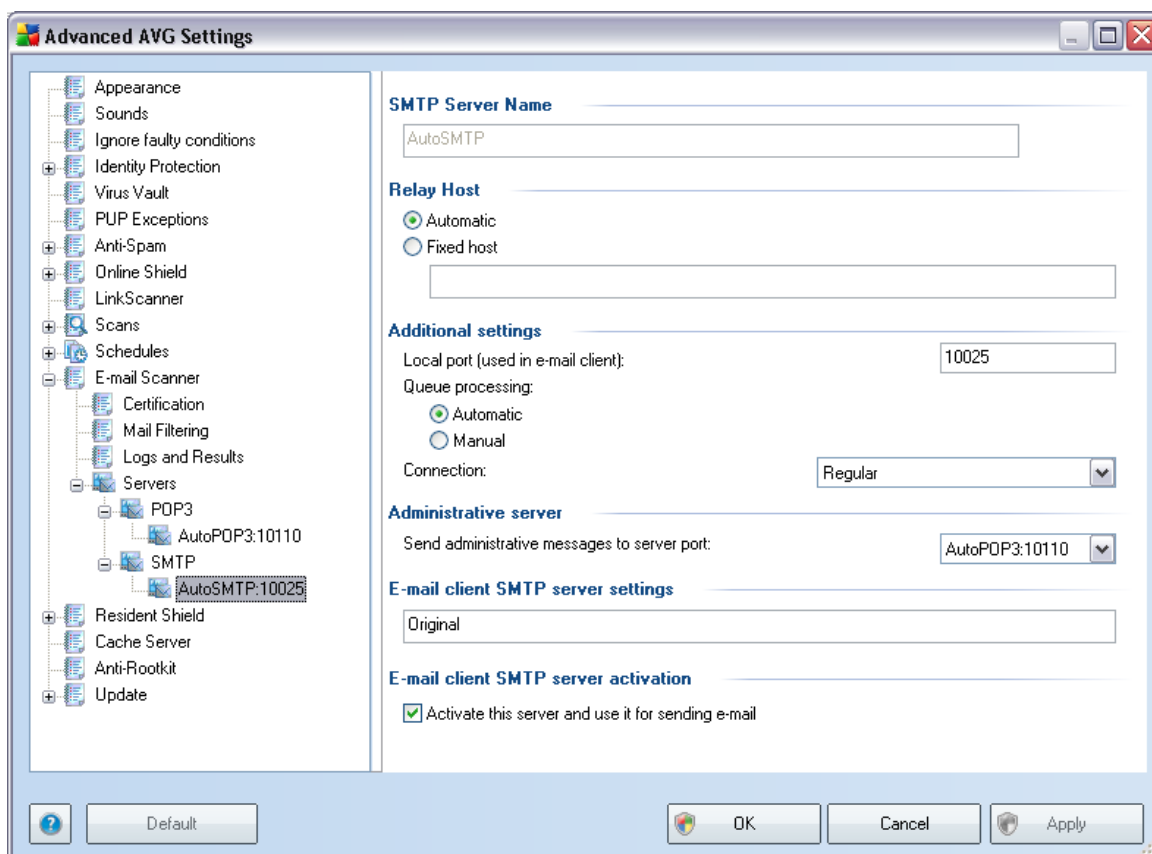 Advanced AVG Settings
Appearance
Sounds
Ignore faulty conditions
Identity Protection
Virus Vault
PUP Exceptions
Anti-Spam
Online Shield
LinkScanner
Scans
Schedules
E-mail Scanner
Certification
Mail Filtering
Logs and Results
Servers
POP3
AutoPOP3:10110
SMTP
AutoSMTP:10025
Resident Shield
Cache Server
Anti-Rootkit
Update
SMTP Server Name
AutoSMTP
Relay Host
Automatic
Fixed host
Additional settings
Local port (used in e-mail client): 10025
Queue processing:
Automatic
Manual
Connection: Regular
Administrative server
Send administrative messages to server port: AutoPOP3:10110
E-mail client SMTP server settings
Original
E-mail client SMTP server activation
Activate this server and use it for sending e-mail
? Default OK Cancel Apply